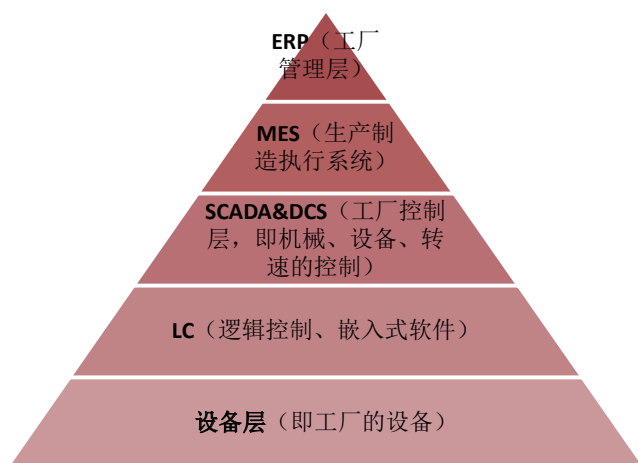 ERP（工厂
管理层）
MES（生产制
造执行系统）
SCADA&DCS（工厂控制
层，即机械、设备、转
速的控制）
LC（逻辑控制、嵌入式软件）
设备层（即工厂的设备）